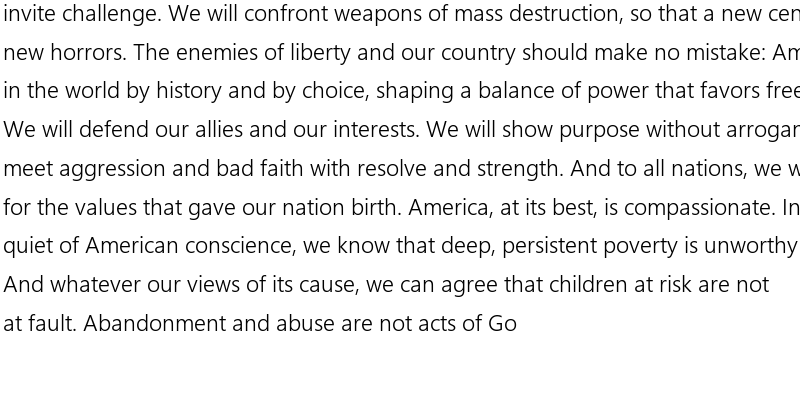 invite challenge. We will confront weapons of mass destruction, so that a new
new horrors. The enemies of liberty and our country should make no mistake:
in the world by history and by choice, shaping a balance of power that favors
We will defend our allies and our interests. We will show purpose without
meet aggression and bad faith with resolve and strength. And to all nations, we
for the values that gave our nation birth. America, at its best, is compassionate. In
quiet of American conscience, we know that deep, persistent poverty is unworthy
And whatever our views of its cause, we can agree that children at risk are not
at fault. Abandonment and abuse are not acts of Go